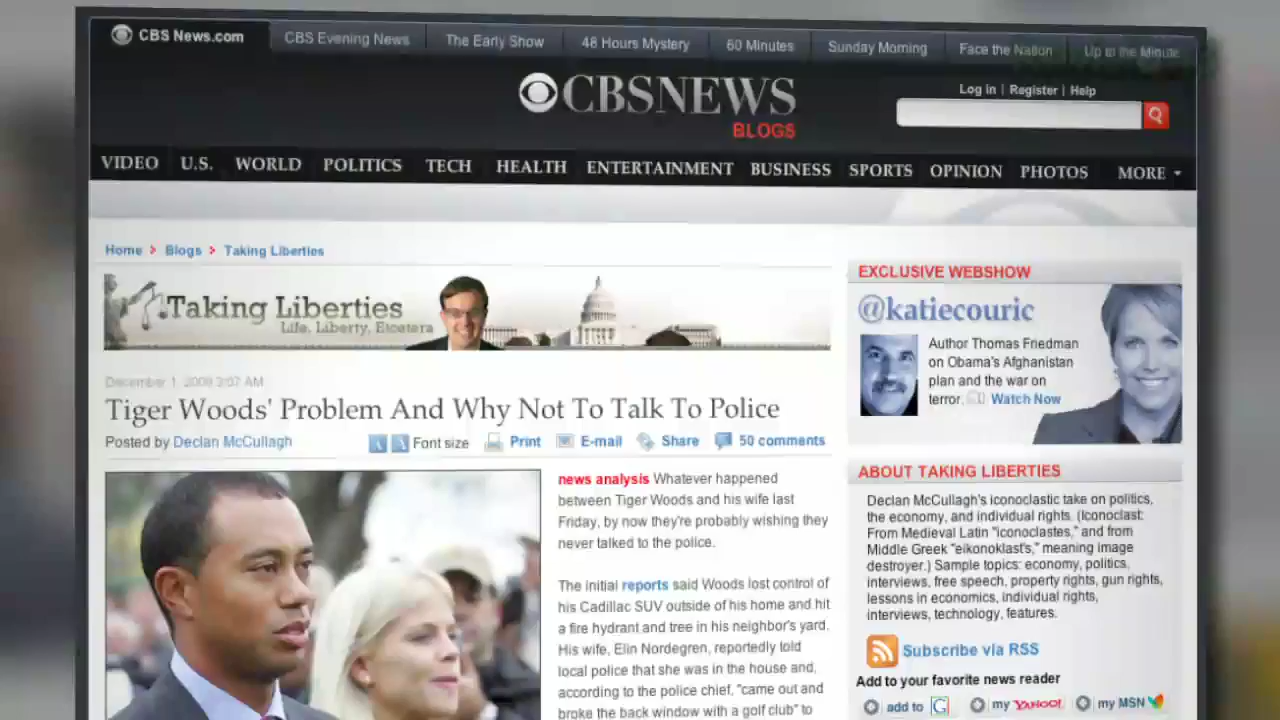 CBS News.com
CBS Evening News
The Early Show
48 Hours Mystery
60 Minutes
Sunday Morning
Face the Nation
Up to the Minute
CBSNEWS
BLOGS
Log In | Register | Help
VIDEO U.S. WORLD POLITICS TECH HEALTH ENTERTAINMENT BUSINESS SPORTS OPINION PHOTOS MORE
Home > Blogs > Taking Liberties
Taking Liberties
Life, Liberty, Etcetera
December 1, 2009 3:07 AM
Tiger Woods' Problem And Why Not To Talk To Police
Posted by Declan McCullagh
A A Font size Print E-mail Share 50 comments
news analysis Whatever happened
between Tiger Woods and his wife last
Friday, by now they're probably wishing they
never talked to the police.
The initial reports said Woods lost control of
his Cadillac SUV outside of his home and hit
a fire hydrant and tree in his neighbor's yard.
His wife, Elin Nordegren, reportedly told
local police that she was in the house and,
according to the police chief, "came out and
broke the back window with a golf club" to
EXCLUSIVE WEBSHOW
@katiecouric
Author Thomas Friedman
on Obama's Afghanistan
plan and the war on
terror. Watch Now
ABOUT TAKING LIBERTIES
Declan McCullagh's iconoclastic take on politics,
the economy, and individual rights. (Iconoclast:
From Medieval Latin "iconoclastes," and from
Middle Greek "eikonoklast's," meaning image
destroyer.) Sample topics: economy, politics,
interviews, free speech, property rights, gun rights,
lessons in economics, individual rights,
interviews, technology, features.
Subscribe via RSS
Add to your favorite news reader
add to G my YAHOO! my MSN